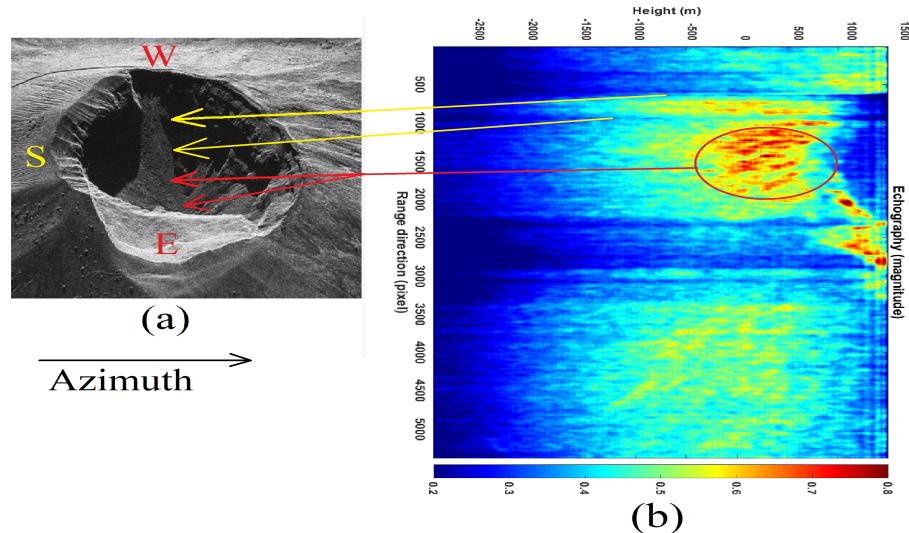 W
S
E
(a)
Azimuth
Height (m)
-2500
-2000
-1500
-1000
-500
0
500
1000
1500
500
1000
1500
2000
2500
3000
3500
4000
4500
5000
Range direction (pixel)
Echography (magnitude)
0.2
0.3
0.4
0.5
0.6
0.7
0.8
(b)